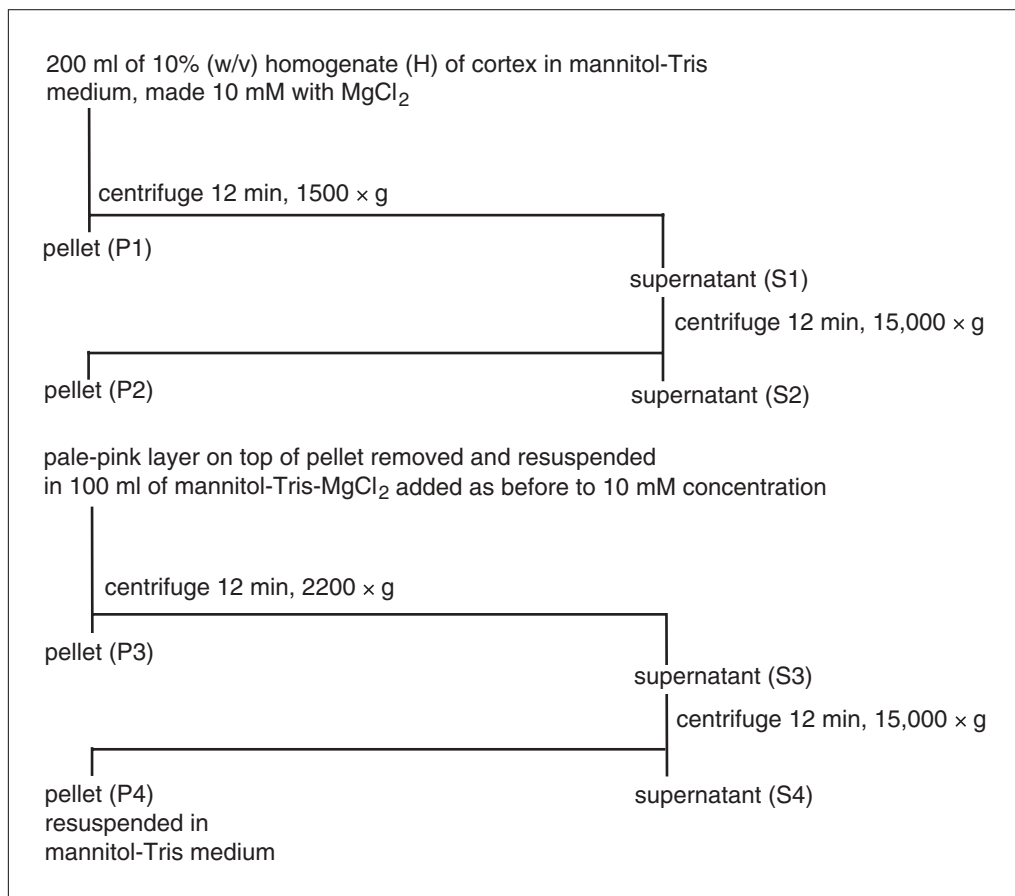 200 ml of 10% (w/v) homogenate (H) of cortex in mannitol-Tris
medium, made 10 mM with MgCl₂
centrifuge 12 min, 1500 × g
pellet (P1)
supernatant (S1)
centrifuge 12 min, 15,000 × g
pellet (P2)
supernatant (S2)
pale-pink layer on top of pellet removed and resuspended
in 100 ml of mannitol-Tris-MgCl₂ added as before to 10 mM concentration
centrifuge 12 min, 2200 × g
pellet (P3)
supernatant (S3)
centrifuge 12 min, 15,000 × g
pellet (P4)
supernatant (S4)
resuspended in
mannitol-Tris medium